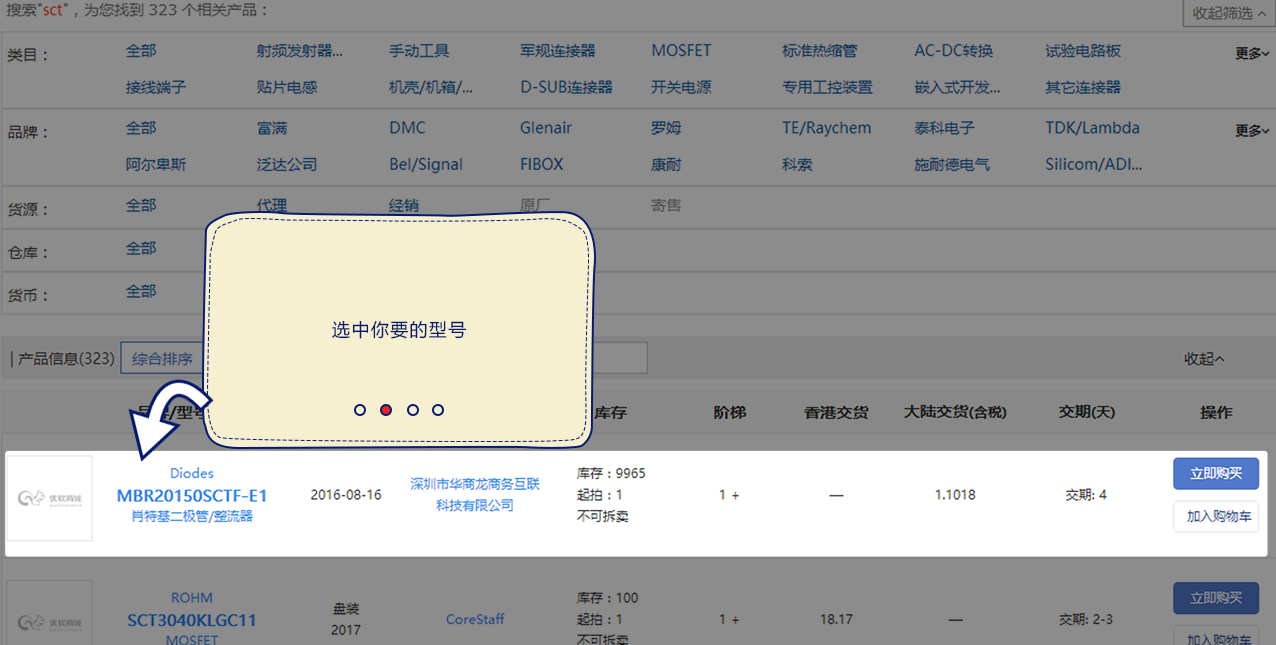 搜索"sct"，为您找到 323 个相关产品：
收起筛选
类目： 全部 射频发射器... 手动工具 军规连接器 MOSFET 标准热缩管 AC-DC转换 试验电路板 更多
接线端子 贴片电感 机壳/机箱/... D-SUB连接器 开关电源 专用工控装置 嵌入式开发... 其它连接器
品牌： 全部 富满 DMC Glenair 罗姆 TE/Raychem 泰科电子 TDK/Lambda 更多
阿尔卑斯 泛达公司 Bel/Signal FIBOX 康耐 科索 施耐德电气 Silicom/ADI...
货源： 全部 代理 经销 原厂 寄售
仓库： 全部
货币： 全部
选中你要的型号
产品信息(323) 综合排序 收起
/型号 库存 阶梯 香港交货 大陆交货(含税) 交期(天) 操作
优软商城
Diodes
MBR20150SCTF-E1
肖特基二极管/整流器
2016-08-16
深圳市华商龙商务互联
科技有限公司
库存：9965
起拍：1
不可拆卖
1 +
—
1.1018
交期: 4
立即购买
加入购物车
优软商城
ROHM
SCT3040KLGC11
MOSFET
盘装
2017
CoreStaff
库存：100
起拍：1
不可拆卖
1 +
18.17
—
交期: 2-3
立即购买
加入购物车